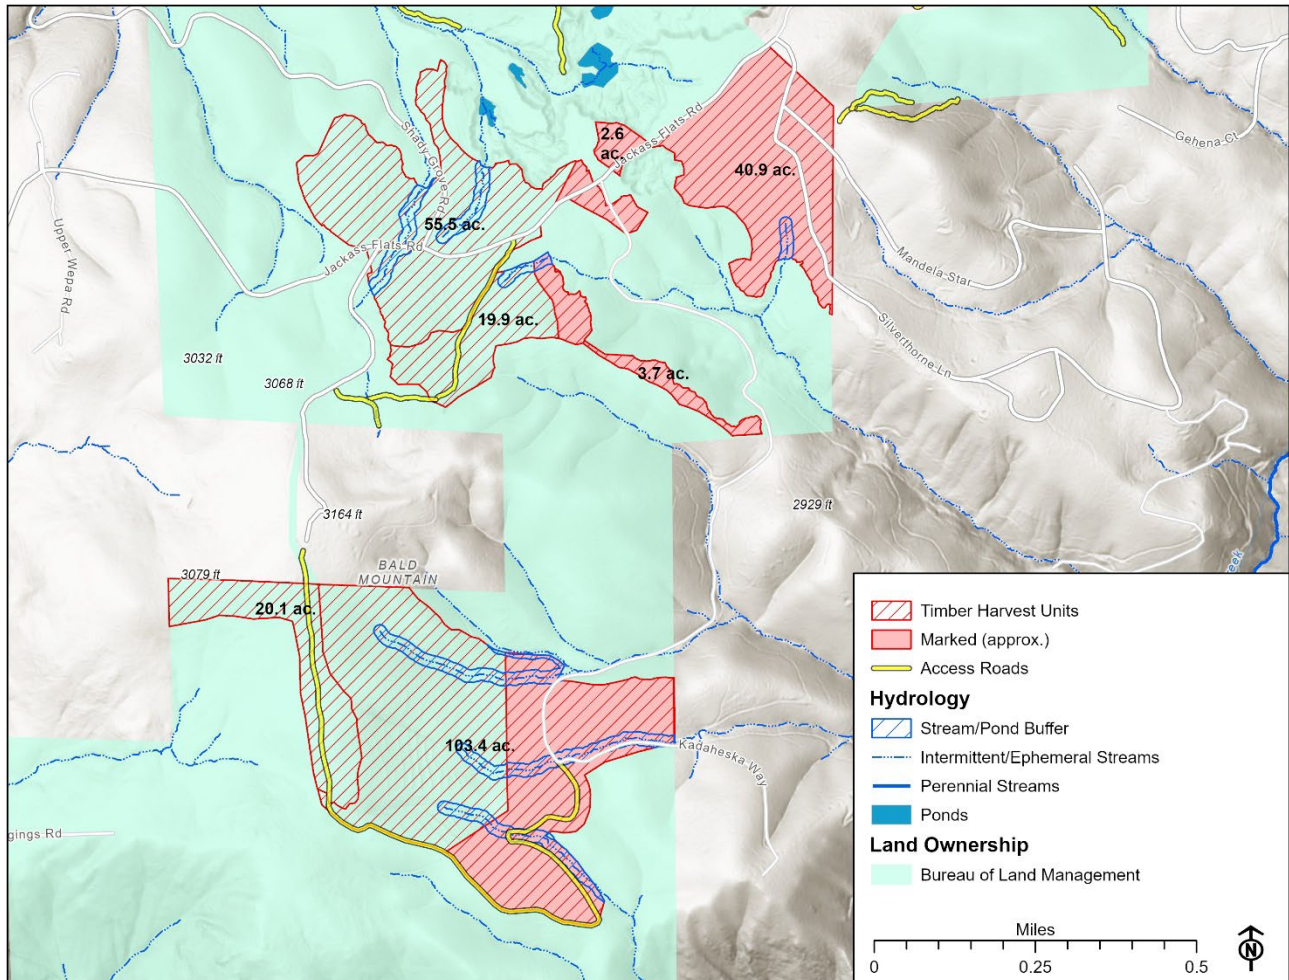 Shady Grove Rd
Jackass Flats Rd
2.6
ac.
40.9 ac.
Gehena Ct
Upper Wepa Rd
55.5 ac.
Jackass Flats Rd
Mandela Star
19.9 ac.
Silverthorne Ln
3032 ft
3068 ft
3.7 ac.
3164 ft
2929 ft
BALD
MOUNTAIN
3079 ft
20.1 ac.
103.4 ac.
Kadaheska Way
gings Rd
eek
Timber Harvest Units
Marked (approx.)
Access Roads
Hydrology
Stream/Pond Buffer
Intermittent/Ephemeral Streams
Perennial Streams
Ponds
Land Ownership
Bureau of Land Management
Miles
0 0.25 0.5
N